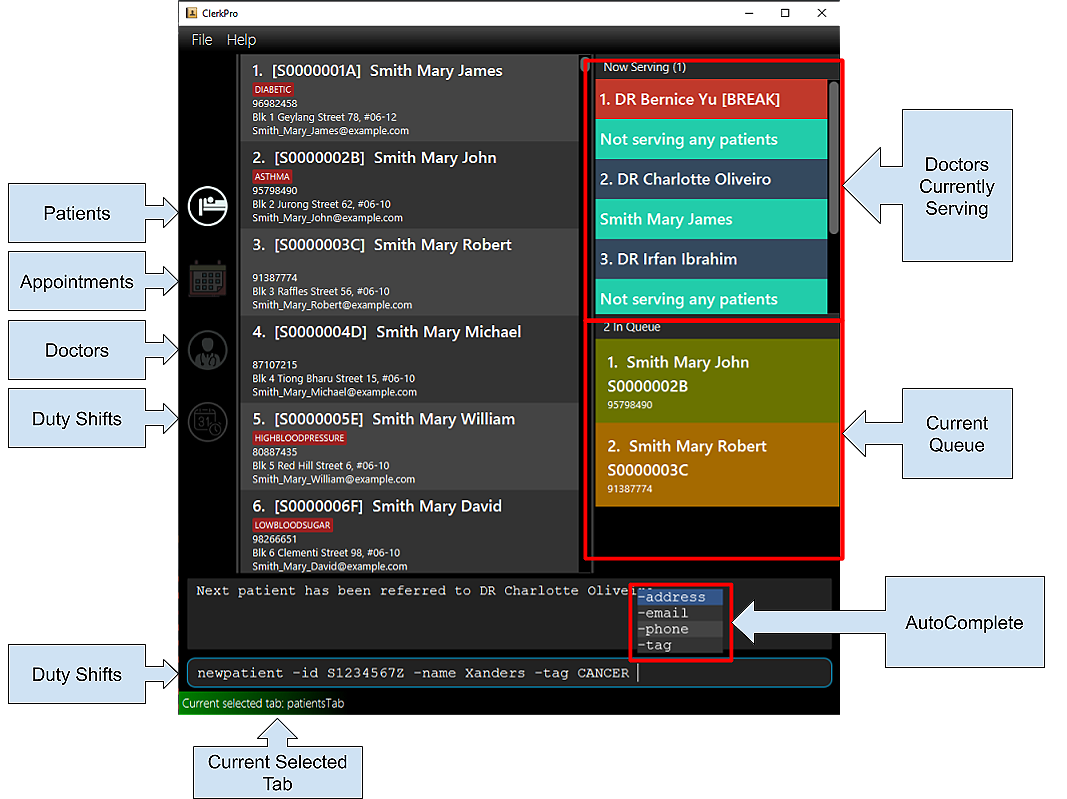 ClerkPro
File Help
1. [S0000001A] Smith Mary James
DIABETIC
96982458
Blk 1 Geylang Street 78, #06-12
Smith_Mary_James@example.com
2. [S0000002B] Smith Mary John
ASTHMA
95798490
Blk 2 Jurong Street 62, #06-10
Smith_Mary_John@example.com
3. [S0000003C] Smith Mary Robert
91387774
Blk 3 Raffles Street 56, #06-10
Smith_Mary_Robert@example.com
4. [S0000004D] Smith Mary Michael
87107215
Blk 4 Tiong Bharu Street 15, #06-10
Smith_Mary_Michael@example.com
5. [S0000005E] Smith Mary William
HIGHBLOODPRESSURE
80887435
Blk 5 Red Hill Street 6, #06-10
Smith_Mary_William@example.com
6. [S0000006F] Smith Mary David
LOWBLOODSUGAR
98266651
Blk 6 Clementi Street 98, #06-10
Smith_Mary_David@example.com
Now Serving (1)
1. DR Bernice Yu [BREAK]
Not serving any patients
2. DR Charlotte Oliveiro
Smith Mary James
3. DR Irfan Ibrahim
Not serving any patients
2 In Queue
1. Smith Mary John
S0000002B
95798490
2. Smith Mary Robert
S0000003C
91387774
Patients
Appointments
Doctors
Duty Shifts
31
Doctors
Currently
Serving
Current
Queue
Next patient has been referred to DR Charlotte Oliveiro
-address
-email
-phone
-tag
AutoComplete
Duty Shifts
newpatient -id S1234567Z -name Xanders -tag CANCER
Current selected tab: patientsTab
Current Selected
Tab